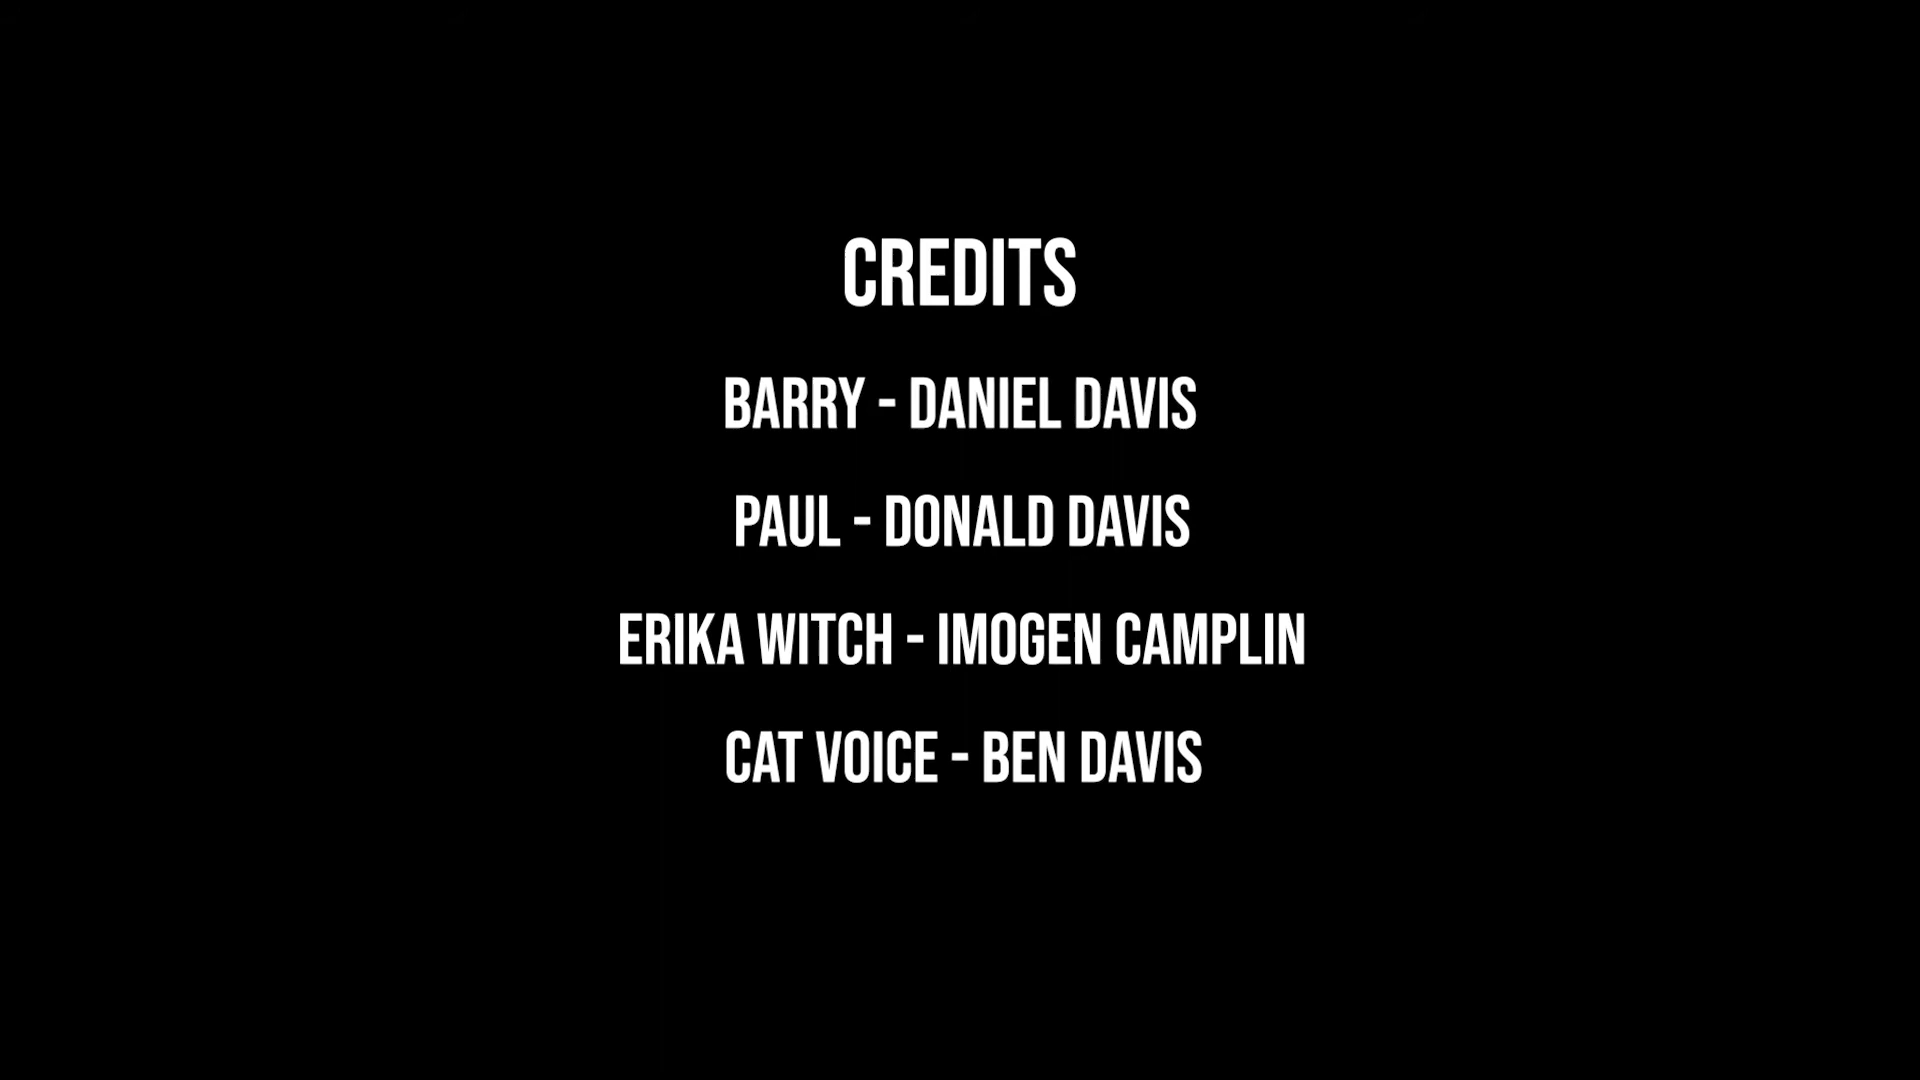 CREDITS
BARRY - DANIEL DAVIS
PAUL - DONALD DAVIS
ERIKA WITCH - IMOGEN CAMPLIN
CAT VOICE - BEN DAVIS